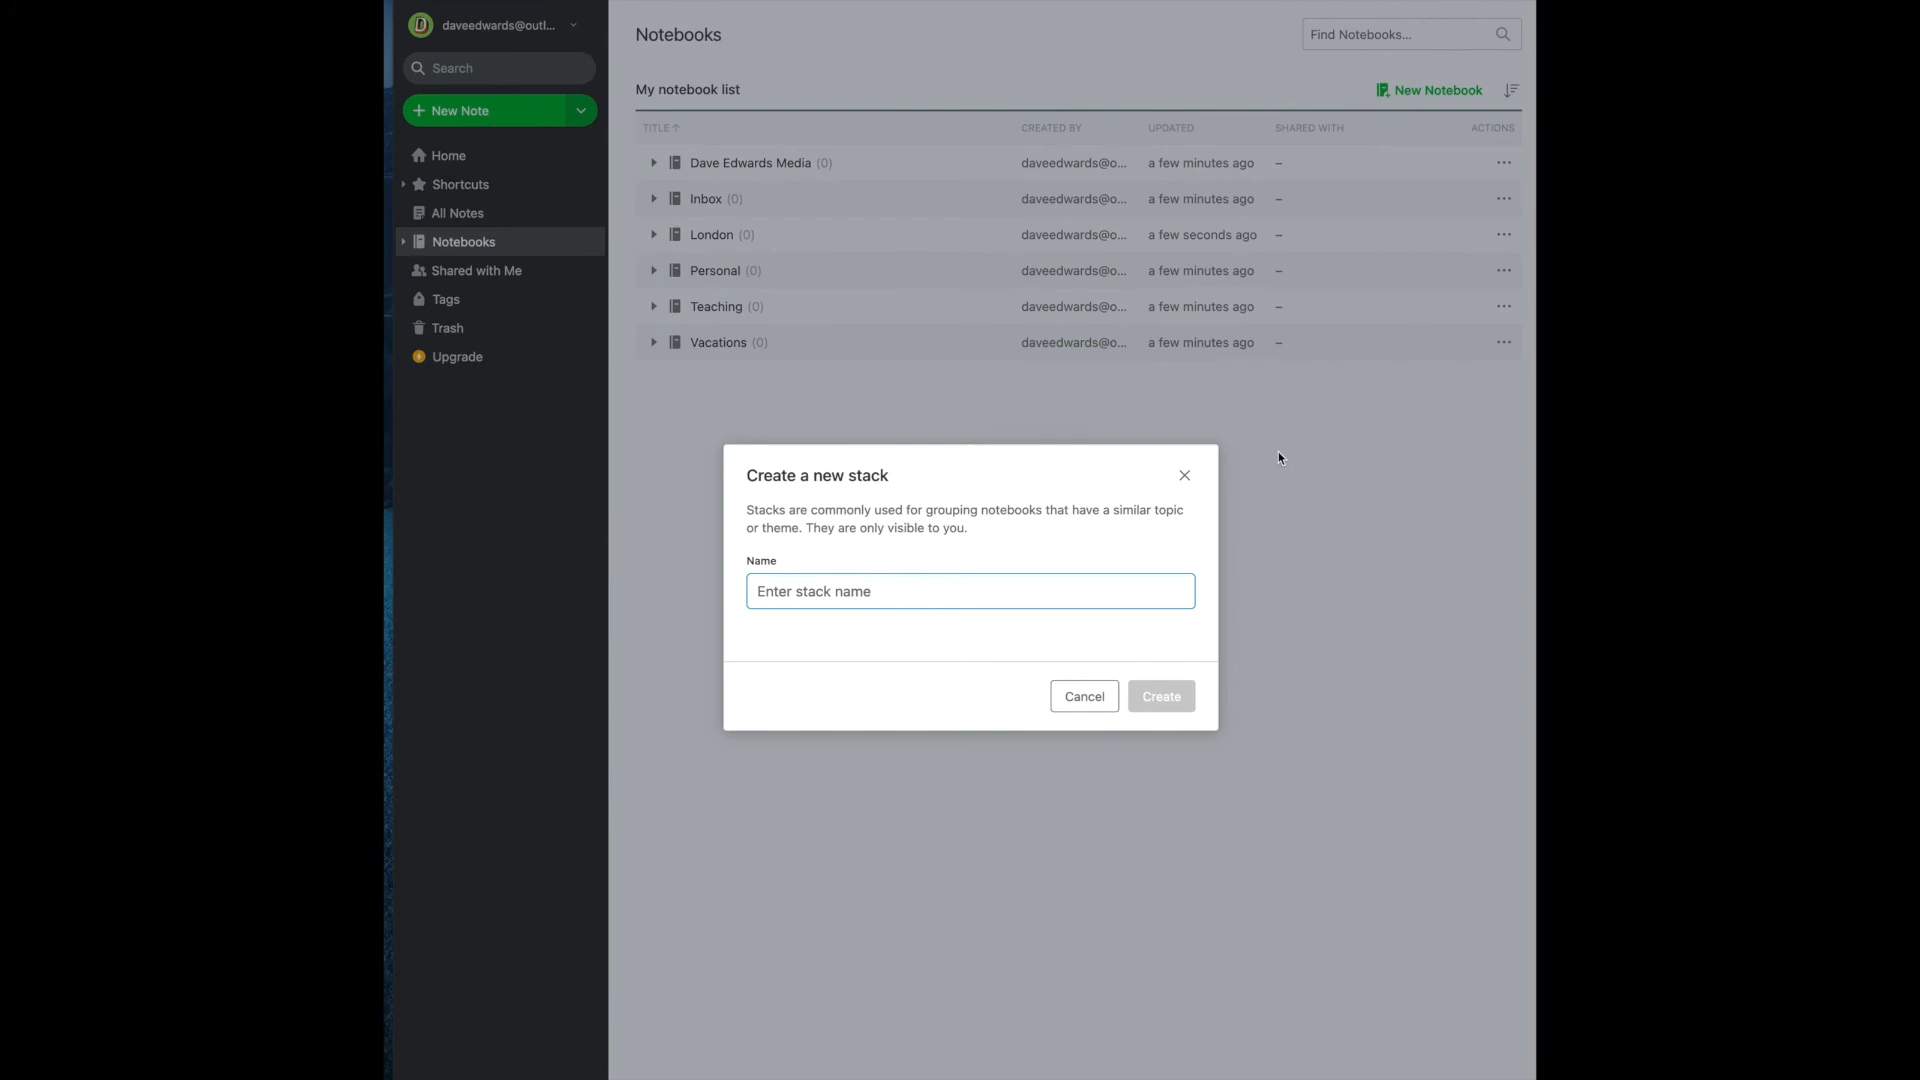 D daveedwards@outl...
Search
New Note
Home
Shortcuts
All Notes
Notebooks
Shared with Me
Tags
Trash
Upgrade
Notebooks
Find Notebooks...
My notebook list
New Notebook
TITLE CREATED BY UPDATED SHARED WITH ACTIONS
Dave Edwards Media (0) daveedwards@o... a few minutes ago –
Inbox (0) daveedwards@o... a few minutes ago –
London (0) daveedwards@o... a few seconds ago –
Personal (0) daveedwards@o... a few minutes ago –
Teaching (0) daveedwards@o... a few minutes ago –
Vacations (0) daveedwards@o... a few minutes ago –
Create a new stack
Stacks are commonly used for grouping notebooks that have a similar topic
or theme. They are only visible to you.
Name
Enter stack name
Cancel Create